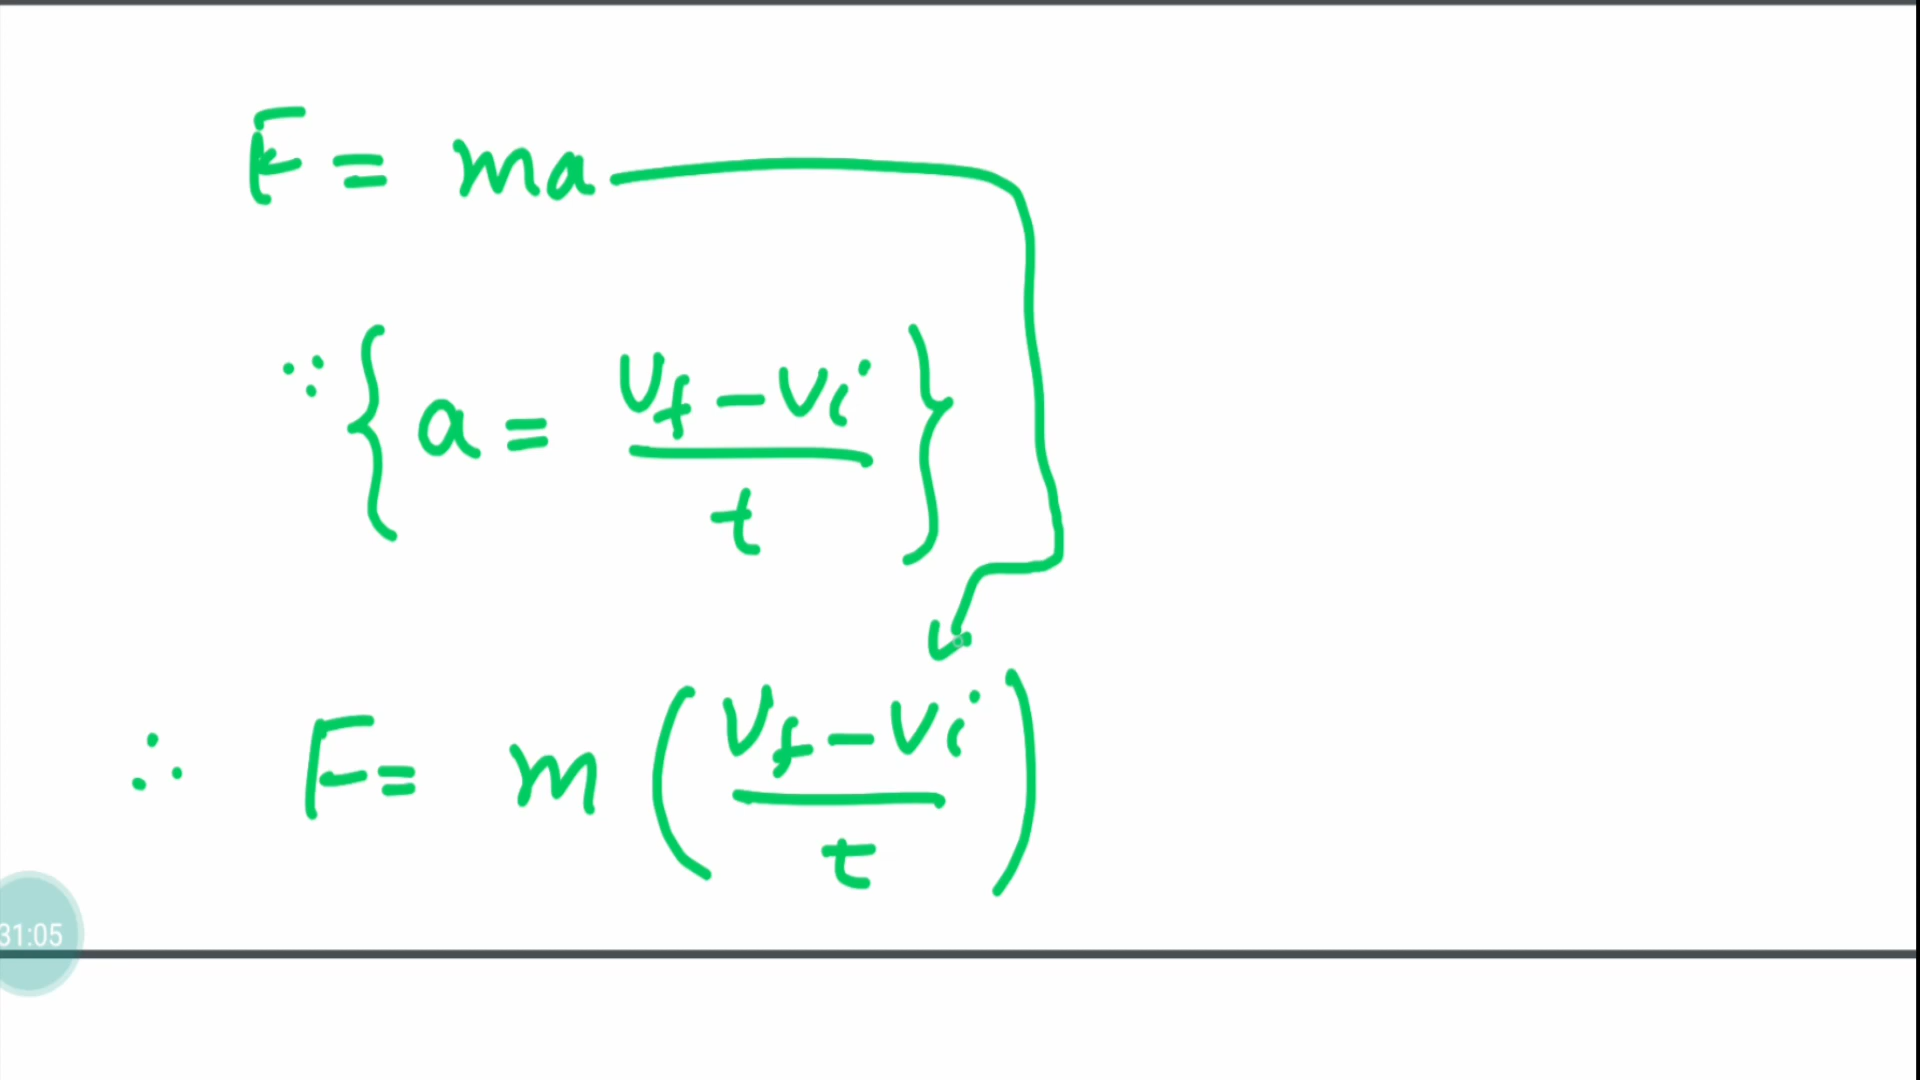 F = ma
∵ { a = Vf - Vi / t }
∴ F = m ( Vf - Vi / t )
31:05